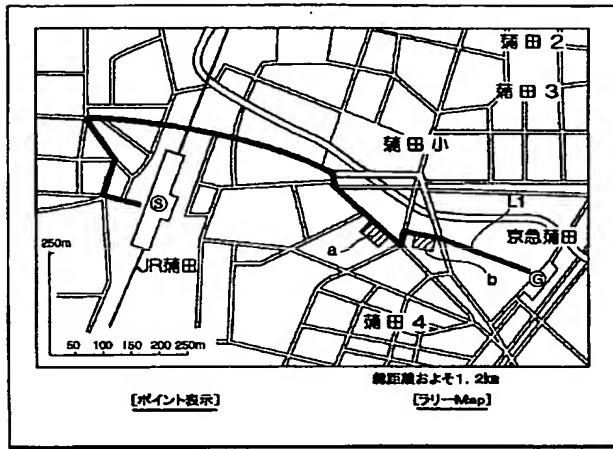 蒲田2
蒲田3
蒲田小
L1
250m
S
JR蒲田
a
b
京急蒲田
G
蒲田4
50 100 150 200 250m
総距離およそ1.2km
[ポイント表示]
[ラリーMap]